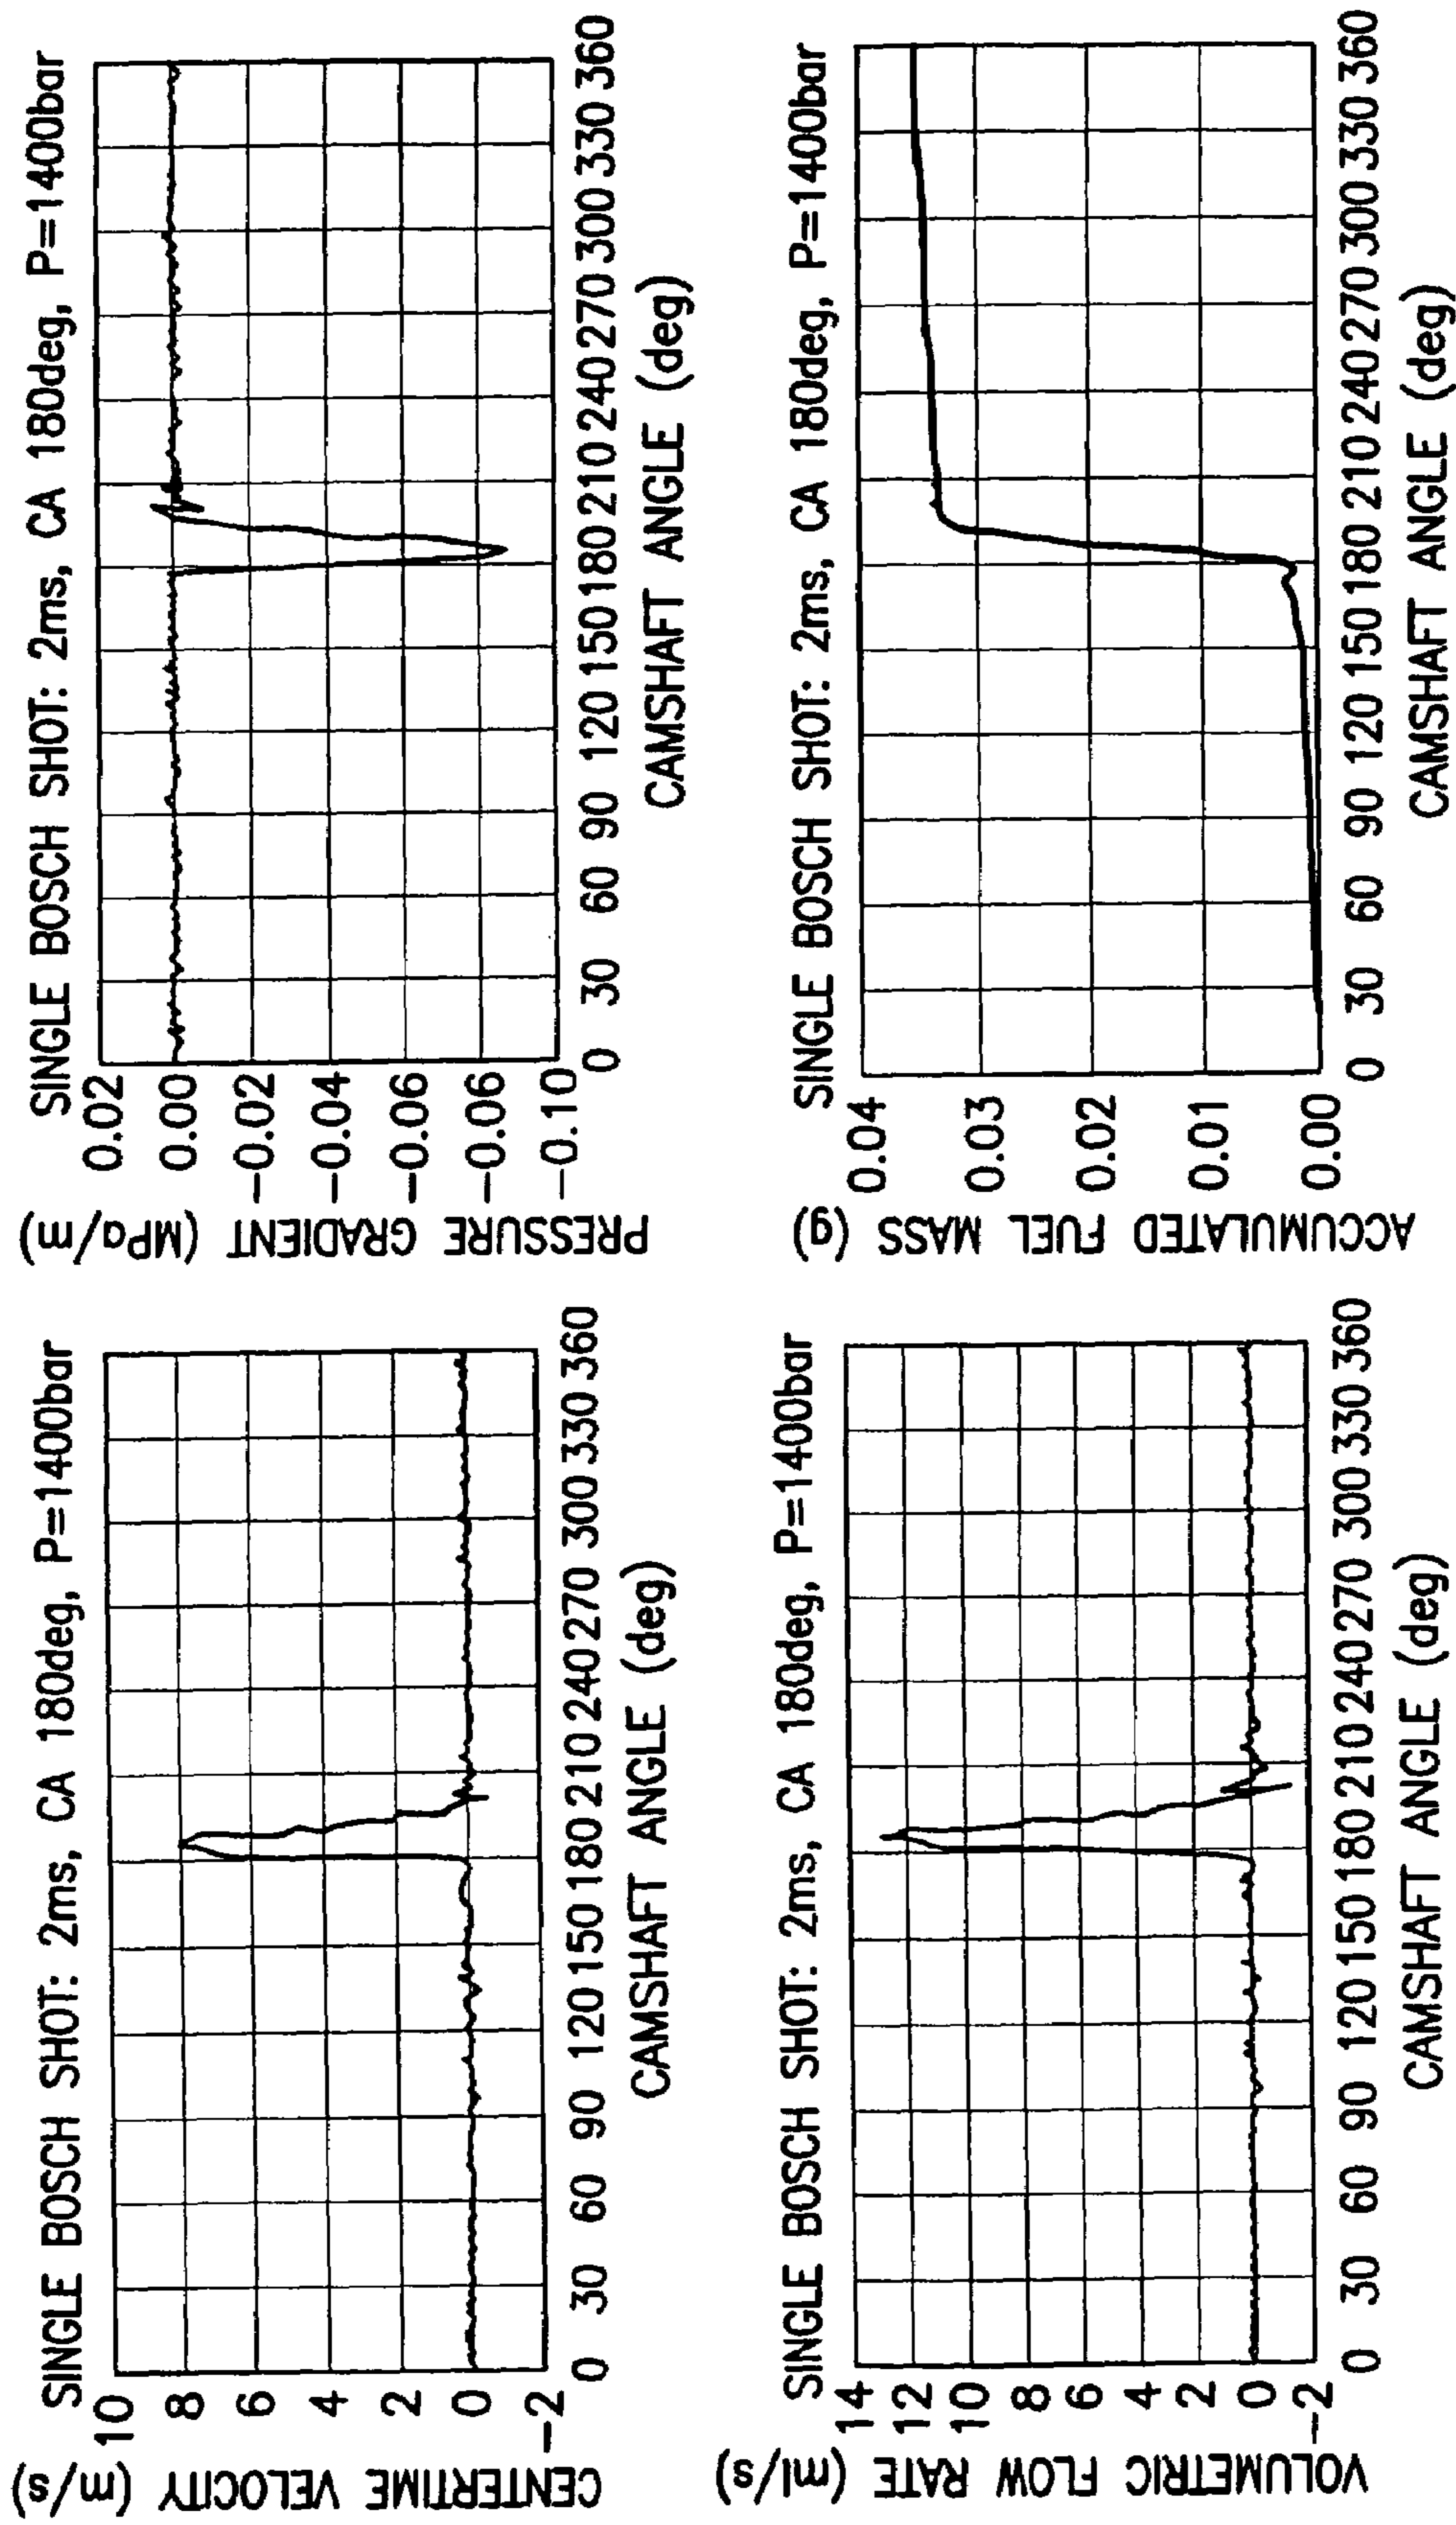 SINGLE BOSCH SHOT: 2ms, CA 180deg, P=1400bar
CENTERTIME VELOCITY (m/s)
10
8
6
4
2
0
-2
0 30 60 90 120 150 180 210 240 270 300 330 360
CAMSHAFT ANGLE (deg)
SINGLE BOSCH SHOT: 2ms, CA 180deg, P=1400bar
PRESSURE GRADIENT (MPa/m)
0.02
0.00
-0.02
-0.04
-0.06
-0.06
-0.10
0 30 60 90 120 150 180 210 240 270 300 330 360
CAMSHAFT ANGLE (deg)
SINGLE BOSCH SHOT: 2ms, CA 180deg, P=1400bar
VOLUMETRIC FLOW RATE (ml/s)
14
12
10
8
6
4
2
0
-2
0 30 60 90 120 150 180 210 240 270 300 330 360
CAMSHAFT ANGLE (deg)
SINGLE BOSCH SHOT: 2ms, CA 180deg, P=1400bar
ACCUMULATED FUEL MASS (g)
0.04
0.03
0.02
0.01
0.00
0 30 60 90 120 150 180 210 240 270 300 330 360
CAMSHAFT ANGLE (deg)